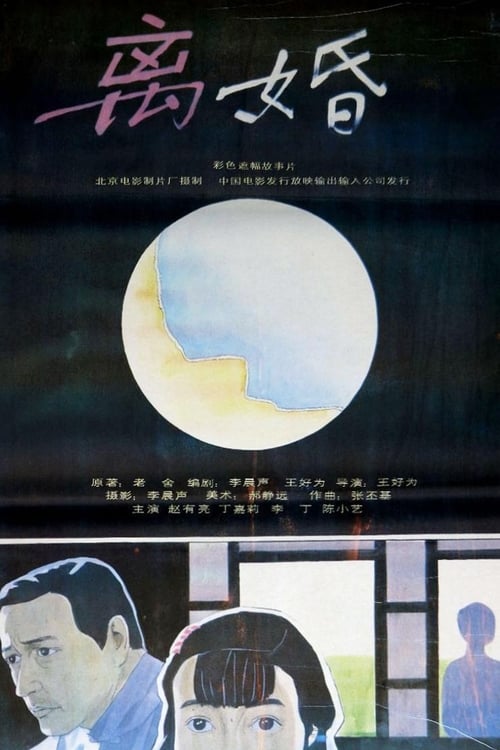 离婚
彩色遮幅故事片
北京电影制片厂摄制 中国电影发行放映输出输入公司发行
原著：老 舍 编剧：李晨声 王好为 导演：王好为
摄影：李晨声 美术：郝静远 作曲：张丕基
主演 赵有亮 丁嘉莉 李 丁 陈小艺